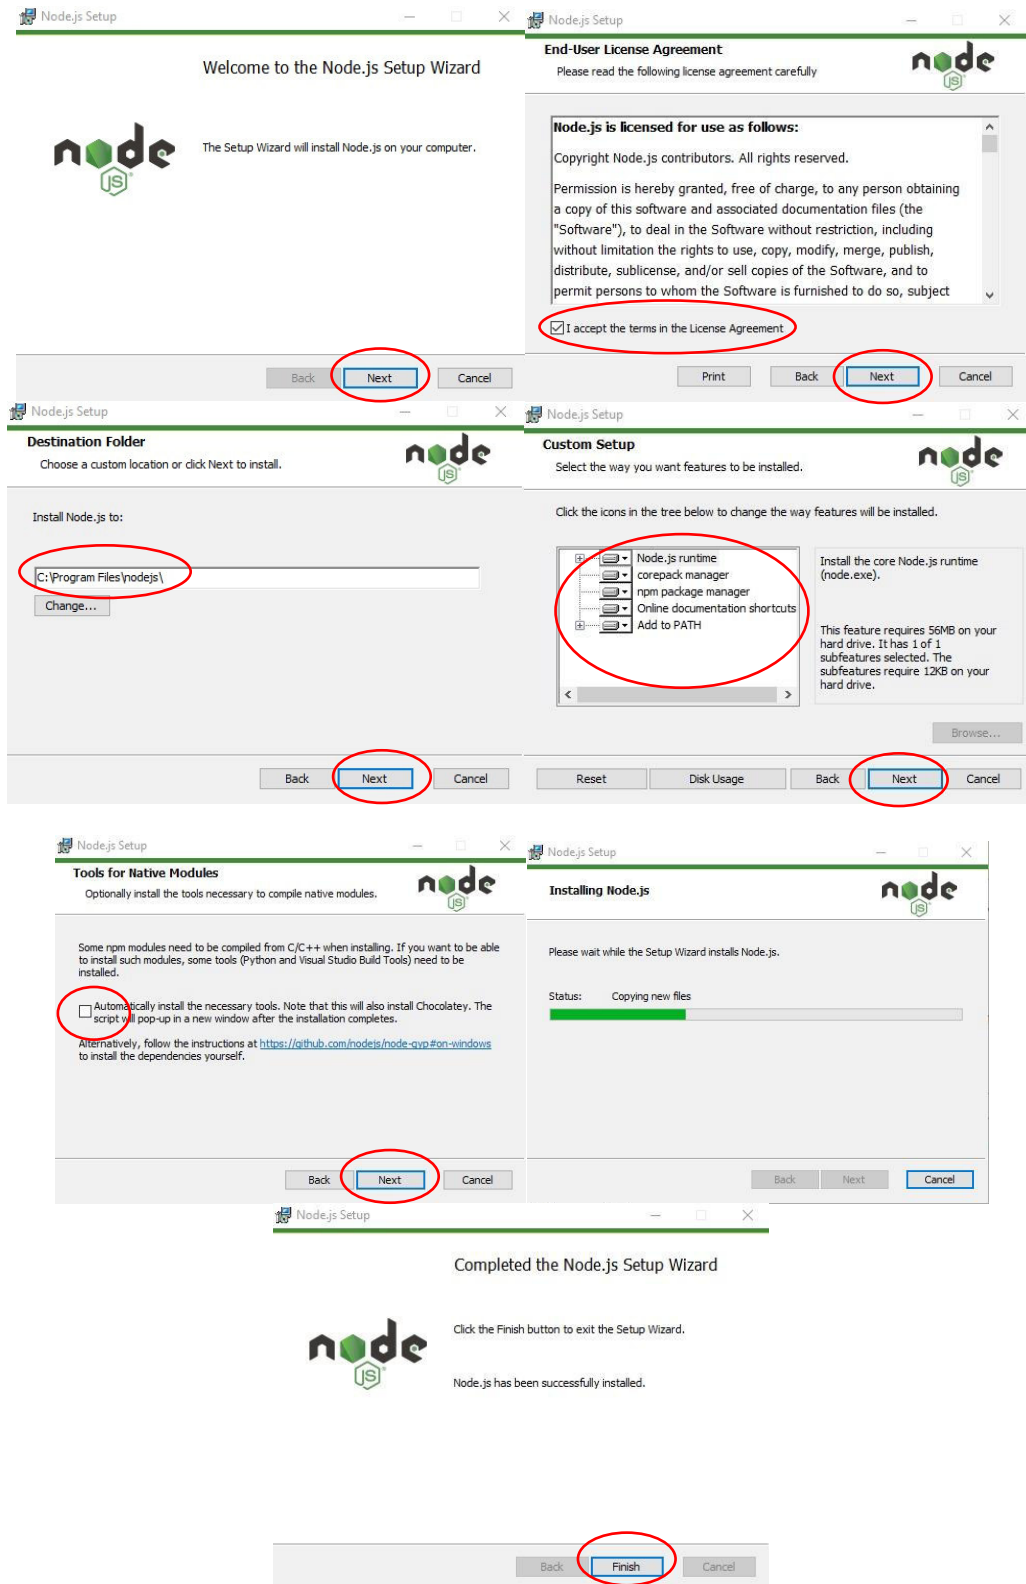 Node.js Setup
Welcome to the Node.js Setup Wizard
node
JS
The Setup Wizard will install Node.js on your computer.
Back
Next
Cancel
Node.js Setup
End-User License Agreement
Please read the following license agreement carefully
node
JS
Node.js is licensed for use as follows:
Copyright Node.js contributors. All rights reserved.
Permission is hereby granted, free of charge, to any person obtaining
a copy of this software and associated documentation files (the
"Software"), to deal in the Software without restriction, including
without limitation the rights to use, copy, modify, merge, publish,
distribute, sublicense, and/or sell copies of the Software, and to
permit persons to whom the Software is furnished to do so, subject
I accept the terms in the License Agreement
Print
Back
Next
Cancel
Node.js Setup
Destination Folder
Choose a custom location or click Next to install.
node
JS
Install Node.js to:
C:\Program Files\nodejs\
Change...
Back
Next
Cancel
Node.js Setup
Custom Setup
Select the way you want features to be installed.
node
JS
Click the icons in the tree below to change the way features will be installed.
Node.js runtime
corepack manager
npm package manager
Online documentation shortcuts
Add to PATH
Install the core Node.js runtime
(node.exe).
This feature requires 56MB on your
hard drive. It has 1 of 1
subfeatures selected. The
subfeatures require 12KB on your
hard drive.
Browse...
Reset
Disk Usage
Back
Next
Cancel
Node.js Setup
Tools for Native Modules
Optionally install the tools necessary to compile native modules.
node
JS
Some npm modules need to be compiled from C/C++ when installing. If you want to be able
to install such modules, some tools (Python and Visual Studio Build Tools) need to be
installed.
Automatically install the necessary tools. Note that this will also install Chocolatey. The
script will pop-up in a new window after the installation completes.
Alternatively, follow the instructions at https://github.com/nodejs/node-gyp#on-windows
to install the dependencies yourself.
Back
Next
Cancel
Node.js Setup
Installing Node.js
node
JS
Please wait while the Setup Wizard installs Node.js.
Status: Copying new files
Back
Next
Cancel
Node.js Setup
Completed the Node.js Setup Wizard
node
JS
Click the Finish button to exit the Setup Wizard.
Node.js has been successfully installed.
Back
Finish
Cancel